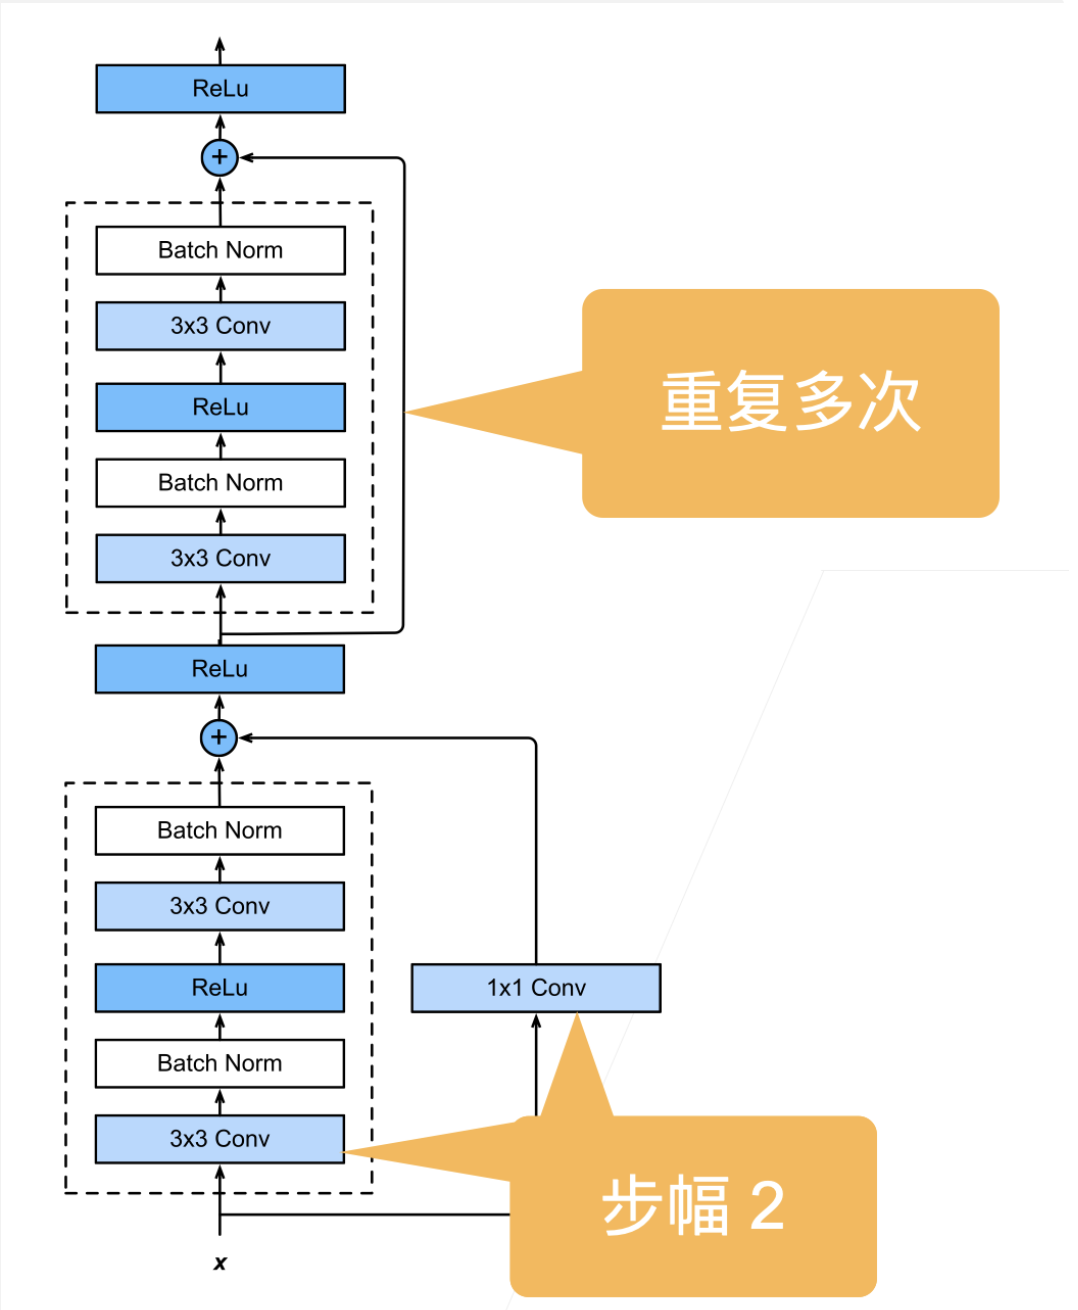 ReLu
+
Batch Norm
3x3 Conv
重复多次
ReLu
Batch Norm
3x3 Conv
ReLu
+
Batch Norm
3x3 Conv
ReLu
1x1 Conv
Batch Norm
3x3 Conv
步幅 2
x